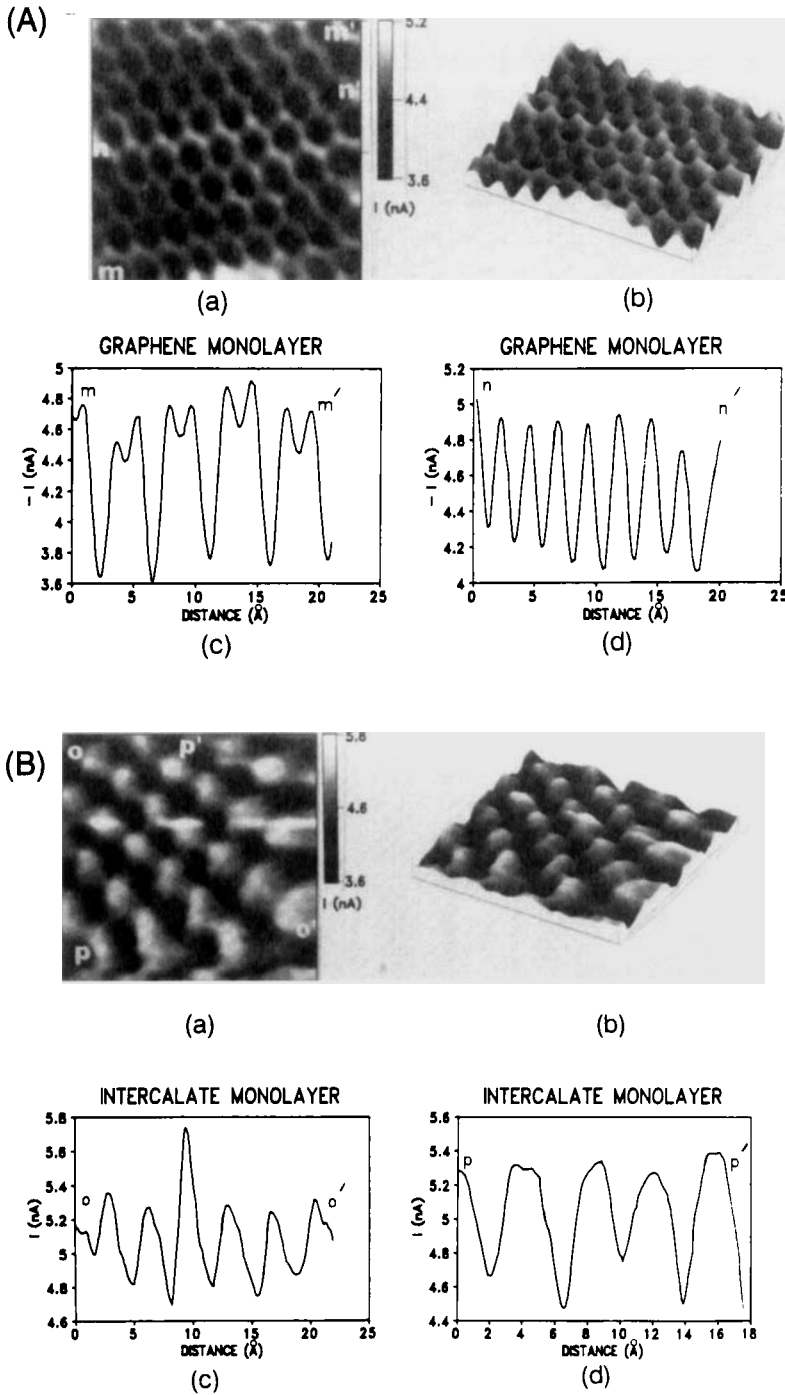 (A)
m'
n'
n
m
5.2
4.4
3.6
I (nA)
(a)
(b)
GRAPHENE MONOLAYER
5
4.8
4.6
4.4
4.2
4
3.8
3.6
- I (nA)
m
m′
0 5 10 15 20 25
DISTANCE (Å)
(c)
GRAPHENE MONOLAYER
5.2
5
4.8
4.6
4.4
4.2
4
- I (nA)
n
n′
0 5 10 15 20 25
DISTANCE (Å)
(d)
(B)
o
p'
p
o'
5.6
4.6
3.6
I (nA)
(a)
(b)
INTERCALATE MONOLAYER
5.8
5.6
5.4
5.2
5
4.8
4.6
I (nA)
o
o′
0 5 10 15 20 25
DISTANCE (Å)
(c)
INTERCALATE MONOLAYER
5.6
5.4
5.2
5
4.8
4.6
4.4
I (nA)
p
p′
0 2 4 6 8 10 12 14 16 18
DISTANCE (Å)
(d)